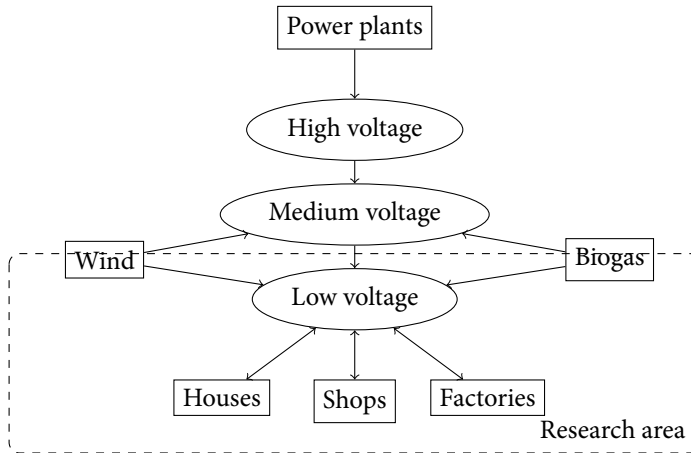 Power plants
High voltage
Medium voltage
Wind
Biogas
Low voltage
Houses
Shops
Factories
Research area